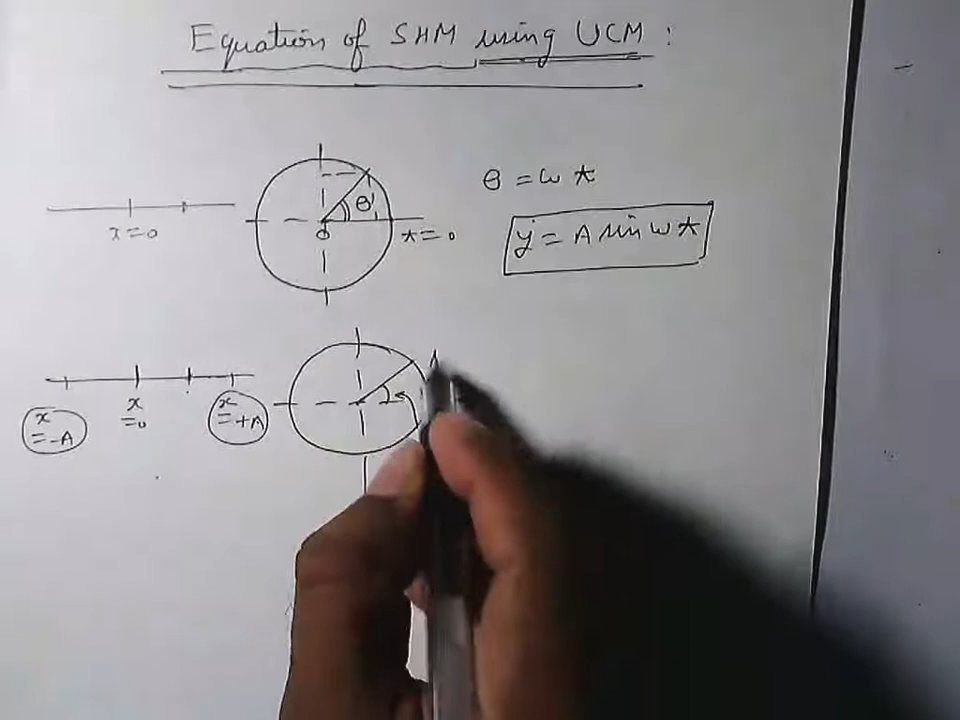 Equation of SHM using UCM :
θ = ω t
x = 0
θ
O
t = 0
y = A sin ω t
x = -A
x = 0
x = +A